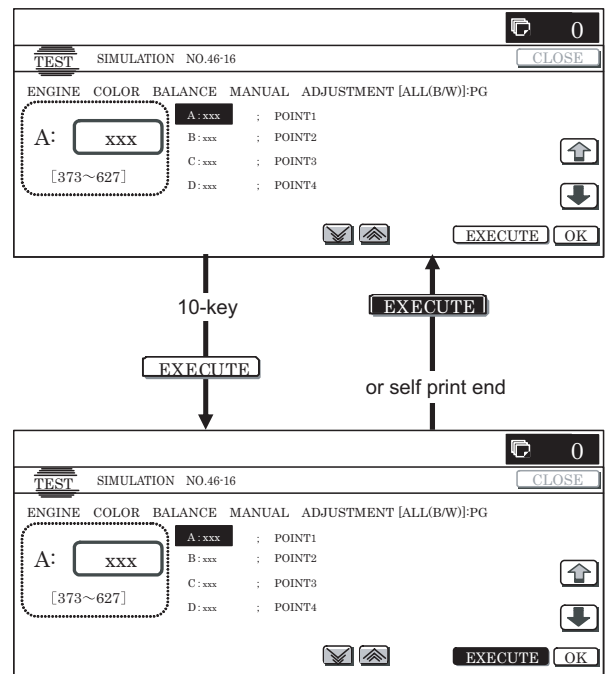 0
TEST SIMULATION NO.46-16 CLOSE
ENGINE COLOR BALANCE MANUAL ADJUSTMENT [ALL(B/W)]:PG
A: xxx
[373~627]
A : xxx ; POINT1
B : xxx ; POINT2
C : xxx ; POINT3
D : xxx ; POINT4
EXECUTE OK
10-key
EXECUTE
EXECUTE
or self print end
0
TEST SIMULATION NO.46-16 CLOSE
ENGINE COLOR BALANCE MANUAL ADJUSTMENT [ALL(B/W)]:PG
A: xxx
[373~627]
A : xxx ; POINT1
B : xxx ; POINT2
C : xxx ; POINT3
D : xxx ; POINT4
EXECUTE OK